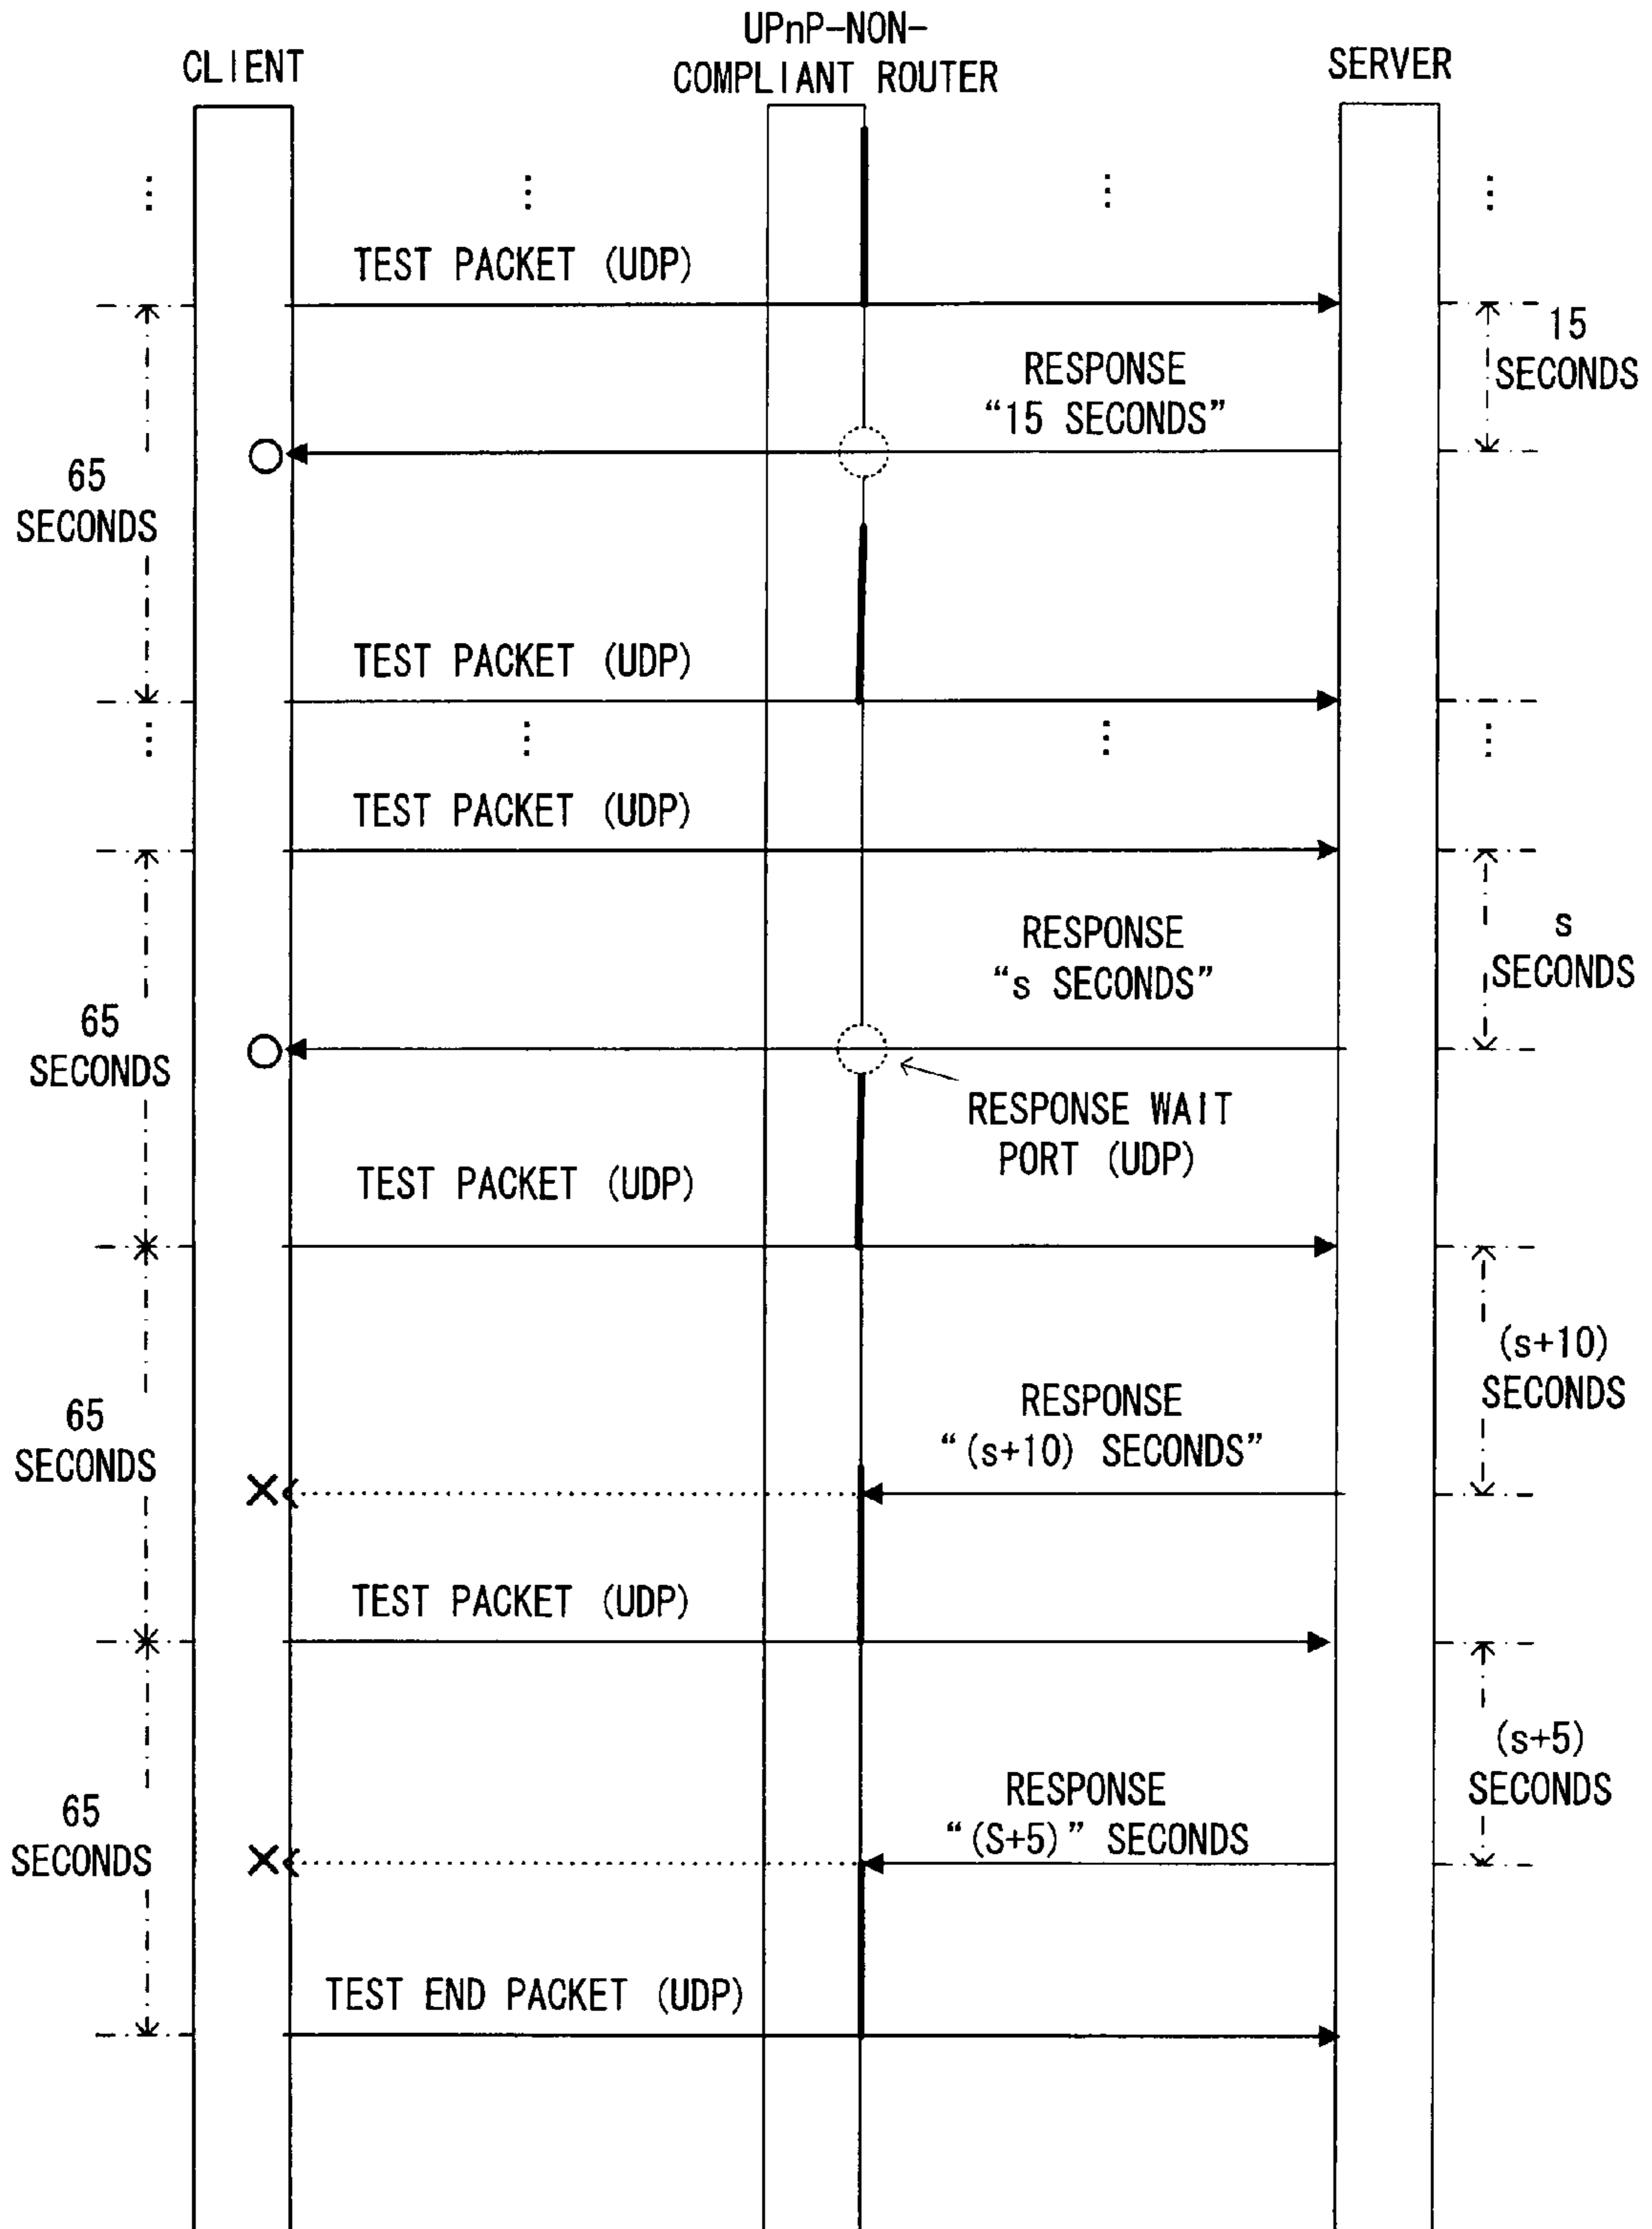 UPnP-NON-
COMPLIANT ROUTER
CLIENT
SERVER
TEST PACKET (UDP)
15
SECONDS
RESPONSE
“15 SECONDS”
65
SECONDS
TEST PACKET (UDP)
TEST PACKET (UDP)
s
SECONDS
RESPONSE
“s SECONDS”
65
SECONDS
RESPONSE WAIT
PORT (UDP)
TEST PACKET (UDP)
(s+10)
SECONDS
RESPONSE
“(s+10) SECONDS”
65
SECONDS
TEST PACKET (UDP)
(s+5)
SECONDS
RESPONSE
“(S+5)” SECONDS
65
SECONDS
TEST END PACKET (UDP)